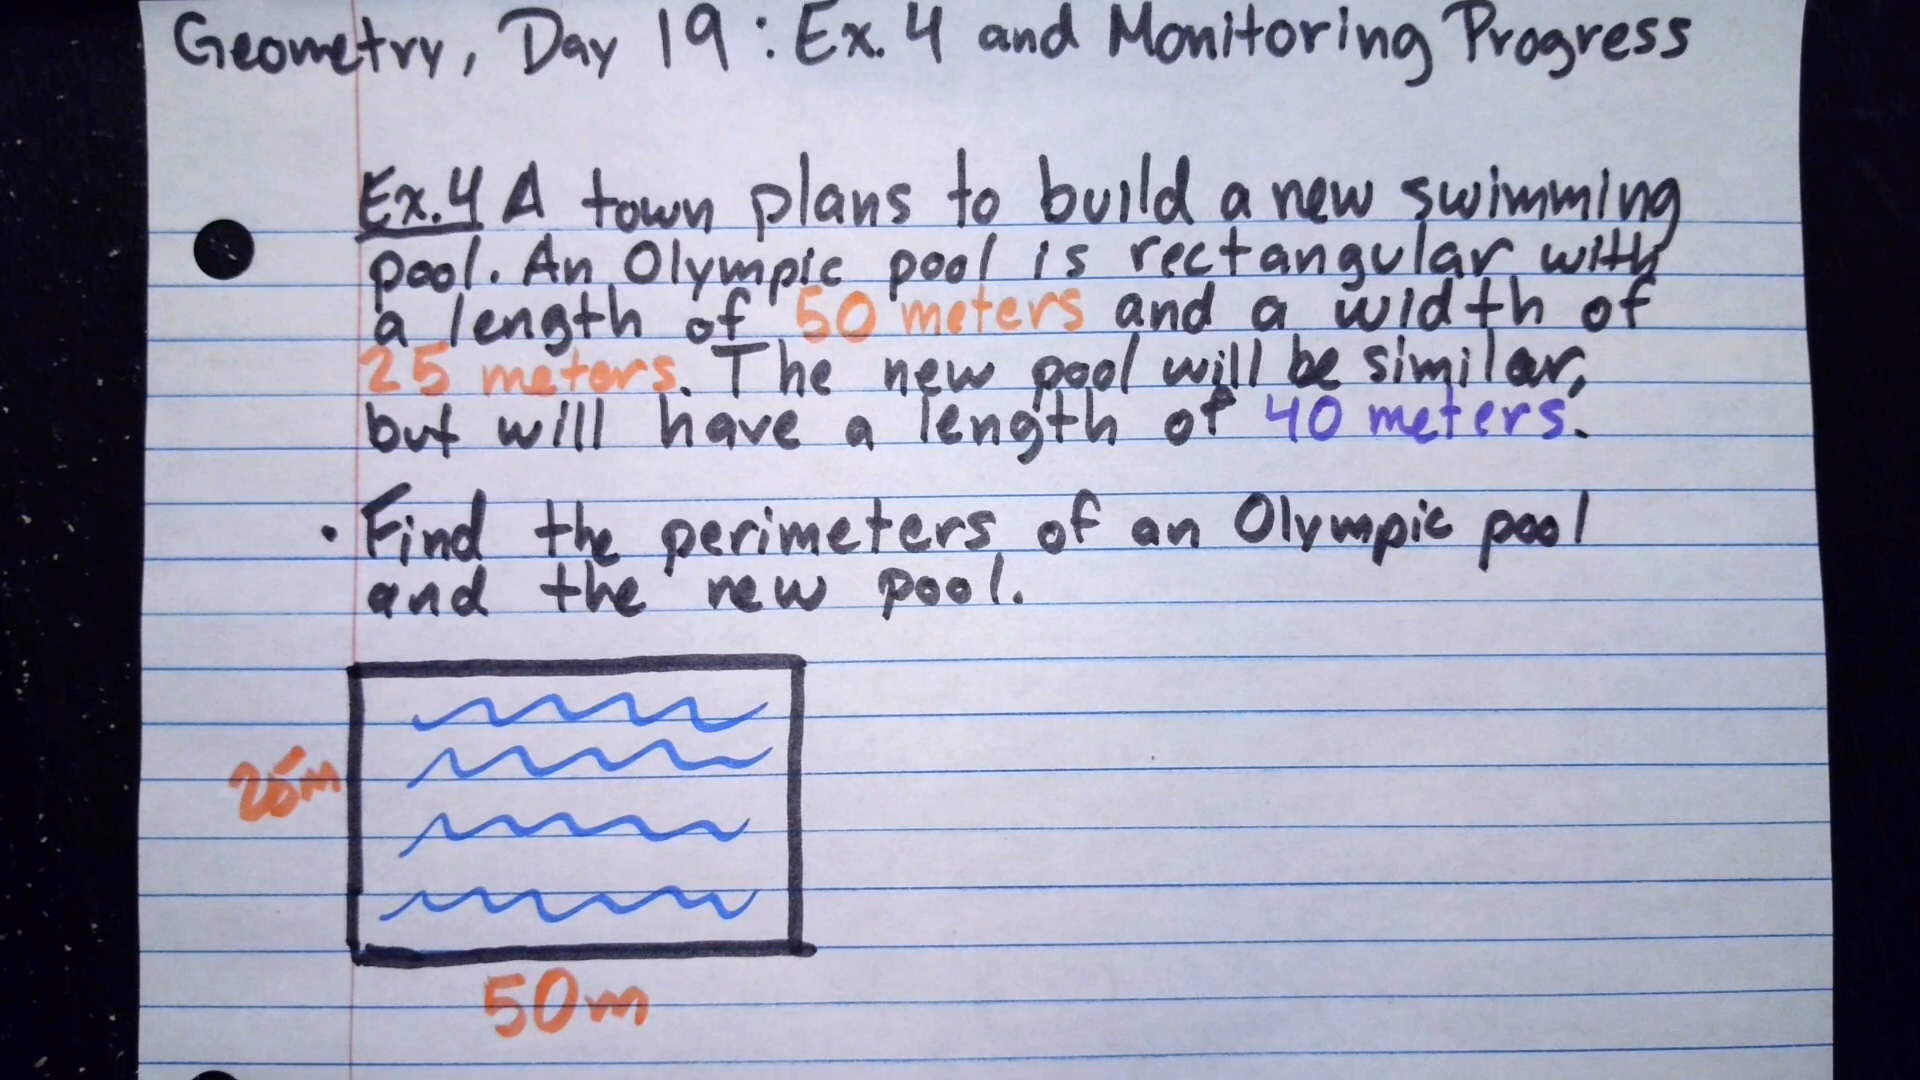 Geometry, Day 19: Ex. 4 and Monitoring Progress
Ex. 4 A town plans to build a new swimming
pool. An Olympic pool is rectangular with
a length of 50 meters and a width of
25 meters. The new pool will be similar,
but will have a length of 40 meters.
• Find the perimeters of an Olympic pool
and the new pool.
25m
50m